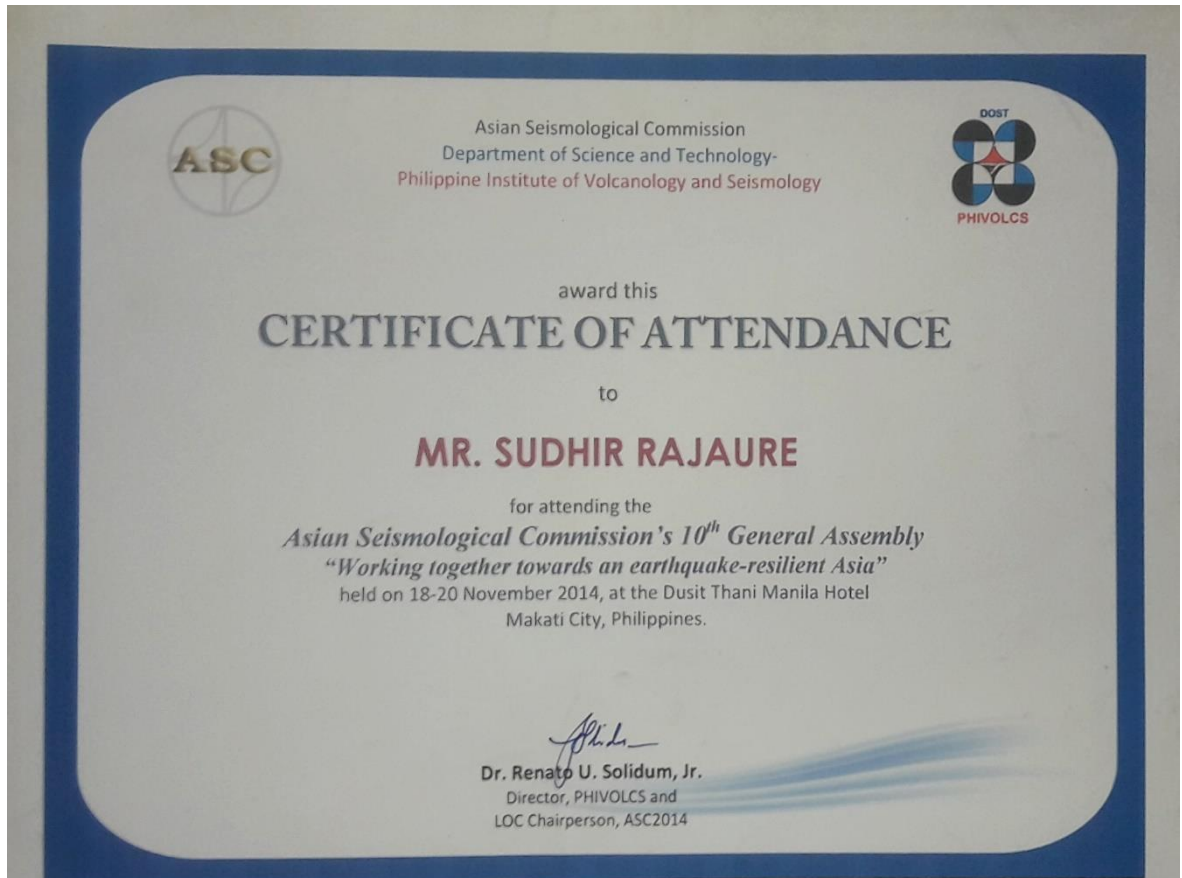 ASC
Asian Seismological Commission
Department of Science and Technology-
Philippine Institute of Volcanology and Seismology
DOST
PHIVOLCS
award this
CERTIFICATE OF ATTENDANCE
to
MR. SUDHIR RAJAURE
for attending the
Asian Seismological Commission's 10th General Assembly
“Working together towards an earthquake-resilient Asia”
held on 18-20 November 2014, at the Dusit Thani Manila Hotel
Makati City, Philippines.
Dr. Renato U. Solidum, Jr.
Director, PHIVOLCS and
LOC Chairperson, ASC2014